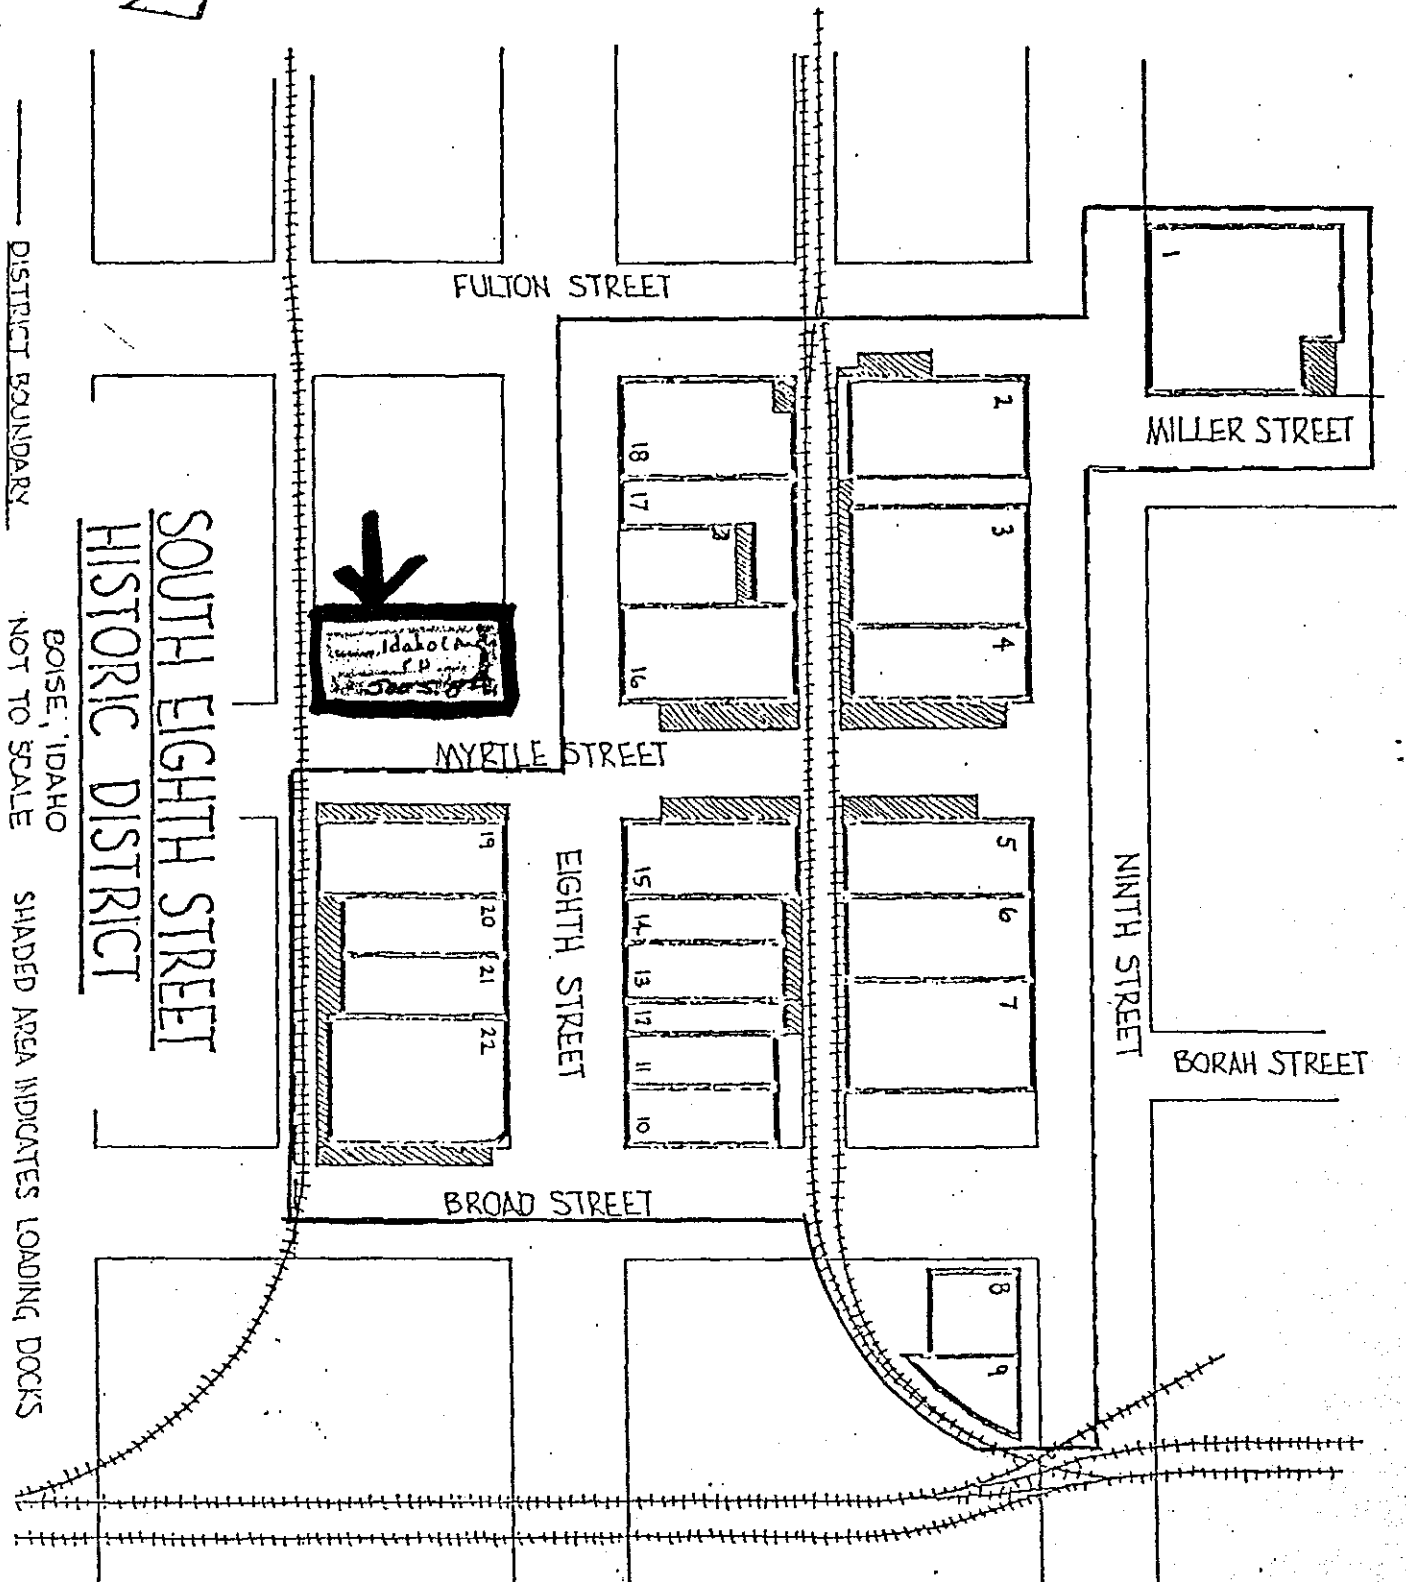 FULTON STREET
MILLER STREET
1
2
3
4
18
17
16
Idaho
500 S. 8th
MYRTLE STREET
EIGHTH STREET
NINTH STREET
BORAH STREET
19
20
21
22
15
14
13
12
11
10
5
6
7
BROAD STREET
8
9
SOUTH EIGHTH STREET
HISTORIC DISTRICT
BOISE, IDAHO
DISTRICT BOUNDARY NOT TO SCALE SHADED AREA INDICATES LOADING DOCKS